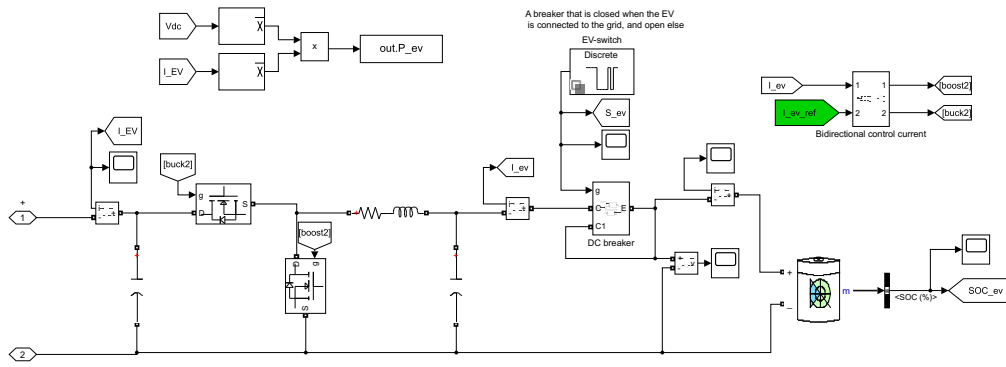 A breaker that is closed when the EV
is connected to the grid, and open else
EV-switch
Vdc
x
out.P_ev
I_EV
Discrete
I_ev
1
1
[boost2]
I_ev_ref
2
2
[buck2]
Bidirectional control current
S_ev
I_EV
[buck2]
I_ev
+
1
g
D
S
[boost2]
D
g
S
i
+
-
i
+
-
g
C
E
C1
DC breaker
i
+
-
+
-
v
+
_
m
<SOC (%)>
SOC_ev
2